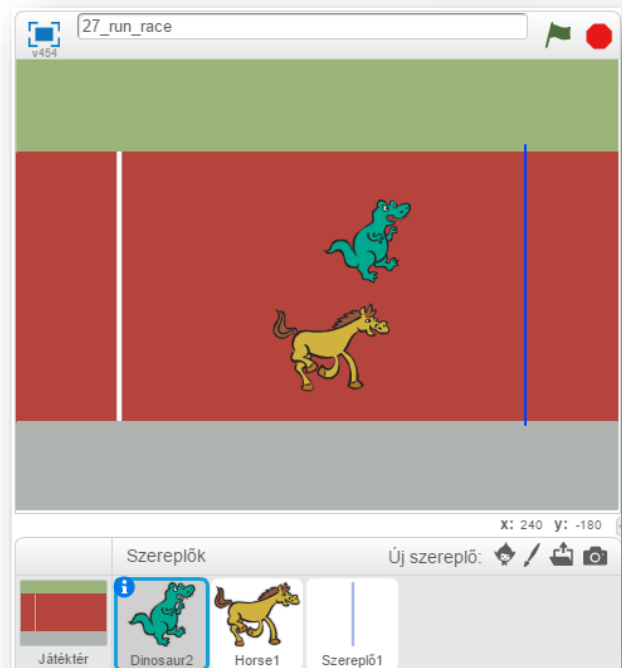 27_run_race
v454
x: 240 y: -180
Szereplők Új szereplő:
Játéktér Dinosaur2 Horse1 Szereplő1